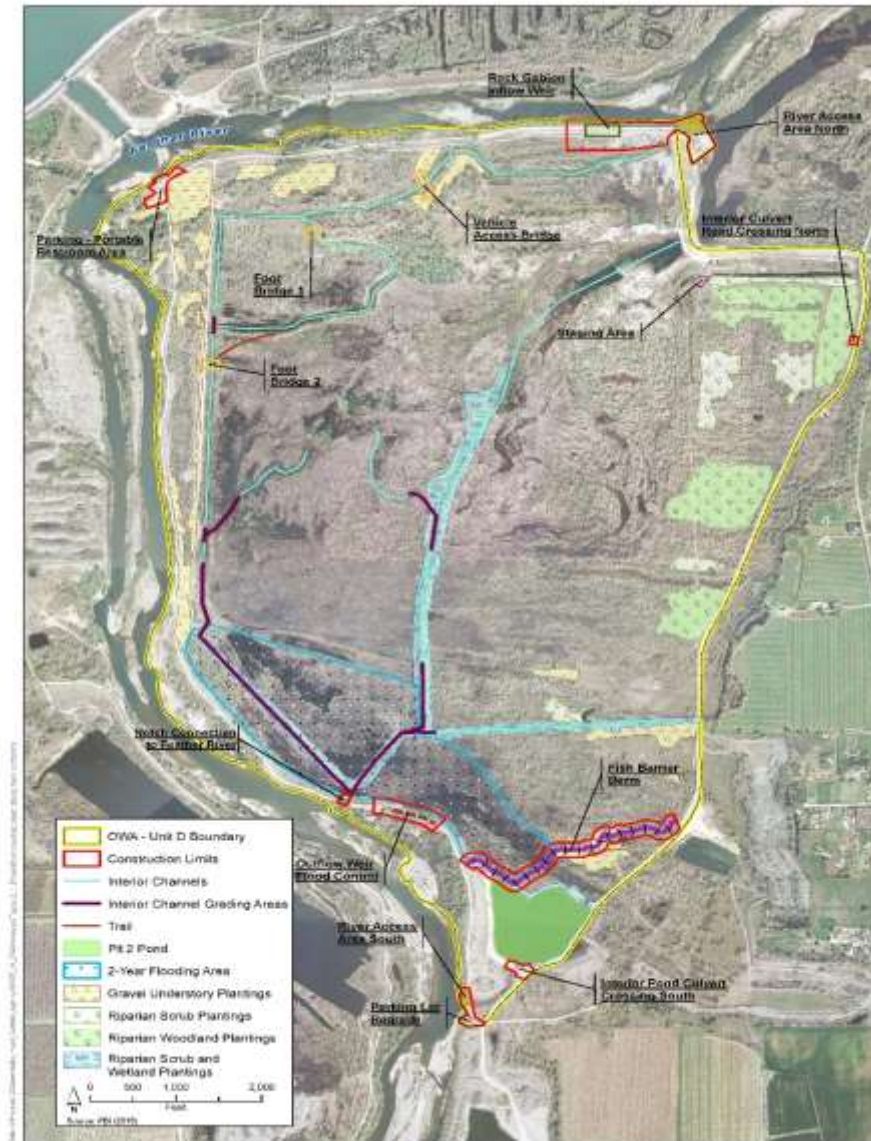 Rock Gabion
Inflow Weir
River Access
Area North
Feather River
Parking - Portable
Restroom Area
Vehicle
Access Bridge
Interior Culvert
Road Crossing North
Foot
Bridge 1
Staging Area
Foot
Bridge 2
Notch Connection
to Feather River
Fish Barrier
Berm
Outflow Weir
Flood Control
River Access
Area South
Interior Pond Culvert
Crossing South
Parking Lot
OWA - Unit D Boundary
Construction Limits
Interior Channels
Interior Channel Grading Areas
Trail
Pit 2 Pond
2-Year Flooding Area
Gravel Understory Plantings
Riparian Scrub Plantings
Riparian Woodland Plantings
Riparian Scrub and
Wetland Plantings
0 500 1,000 2,000
Feet
N